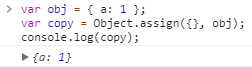 > var obj = { a: 1 };
var copy = Object.assign({}, obj);
console.log(copy);
▶ {a: 1}